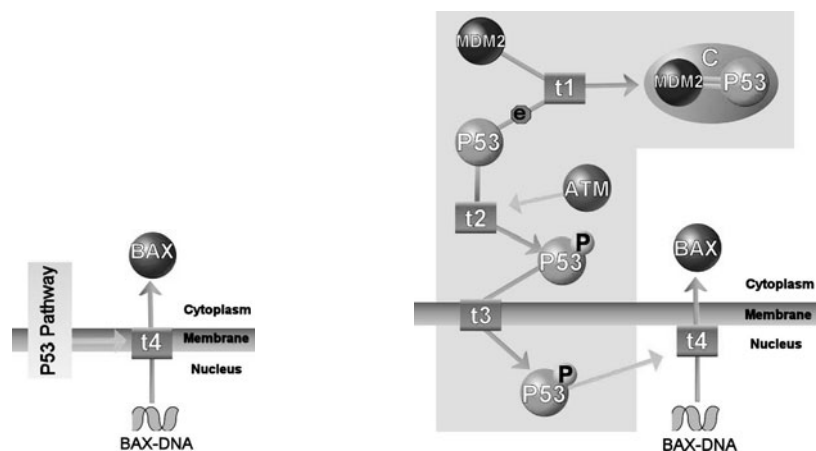 BAX
P53 Pathway
Cytoplasm
t4
Membrane
Nucleus
BAX-DNA
MDM2
t1
C
MDM2
P53
e
P53
ATM
t2
P
P53
BAX
Cytoplasm
t3
Membrane
t4
Nucleus
P
P53
BAX-DNA